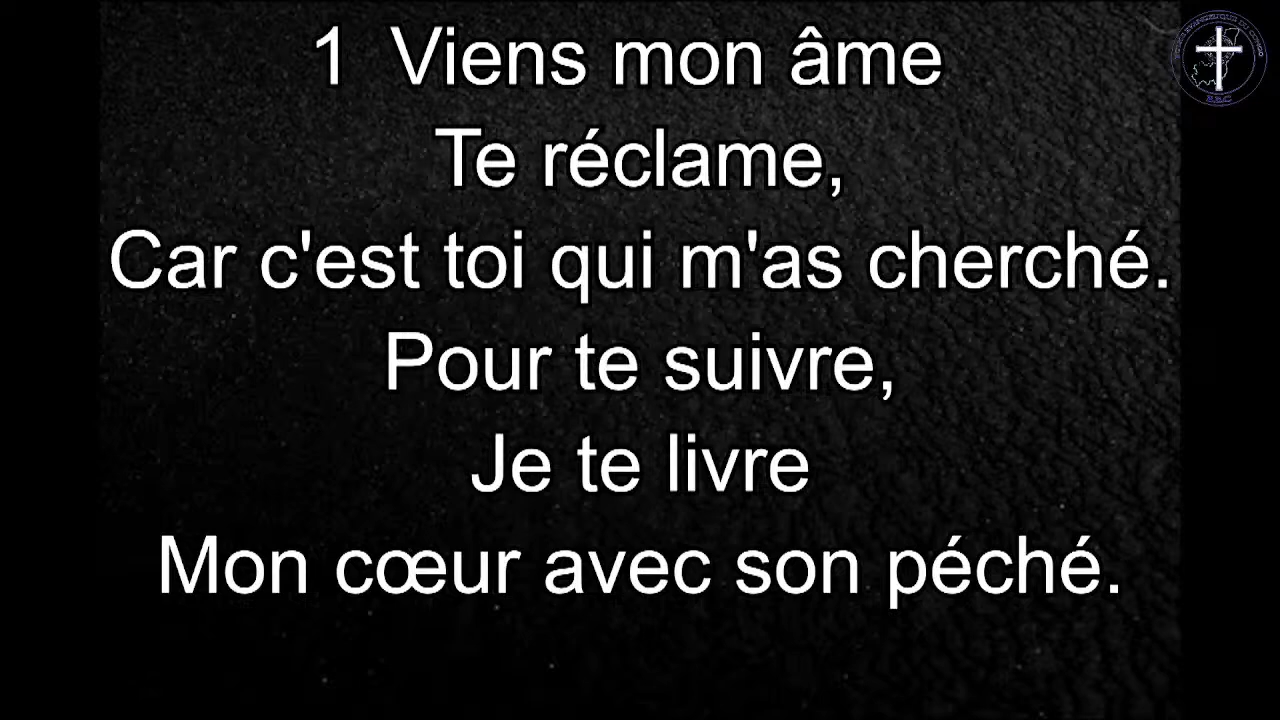 1 Viens mon âme
Te réclame,
Car c'est toi qui m'as cherché.
Pour te suivre,
Je te livre
Mon cœur avec son péché.